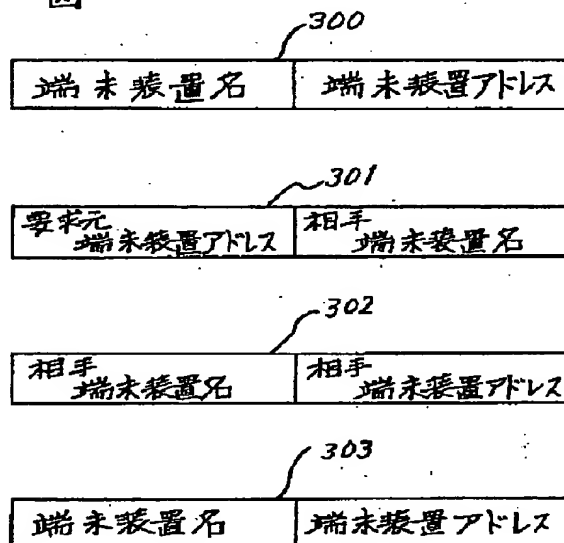 図
300
端末装置名 端末装置アドレス
301
要求元 相手
端末装置アドレス 端末装置名
302
相手 相手
端末装置名 端末装置アドレス
303
端末装置名 端末装置アドレス